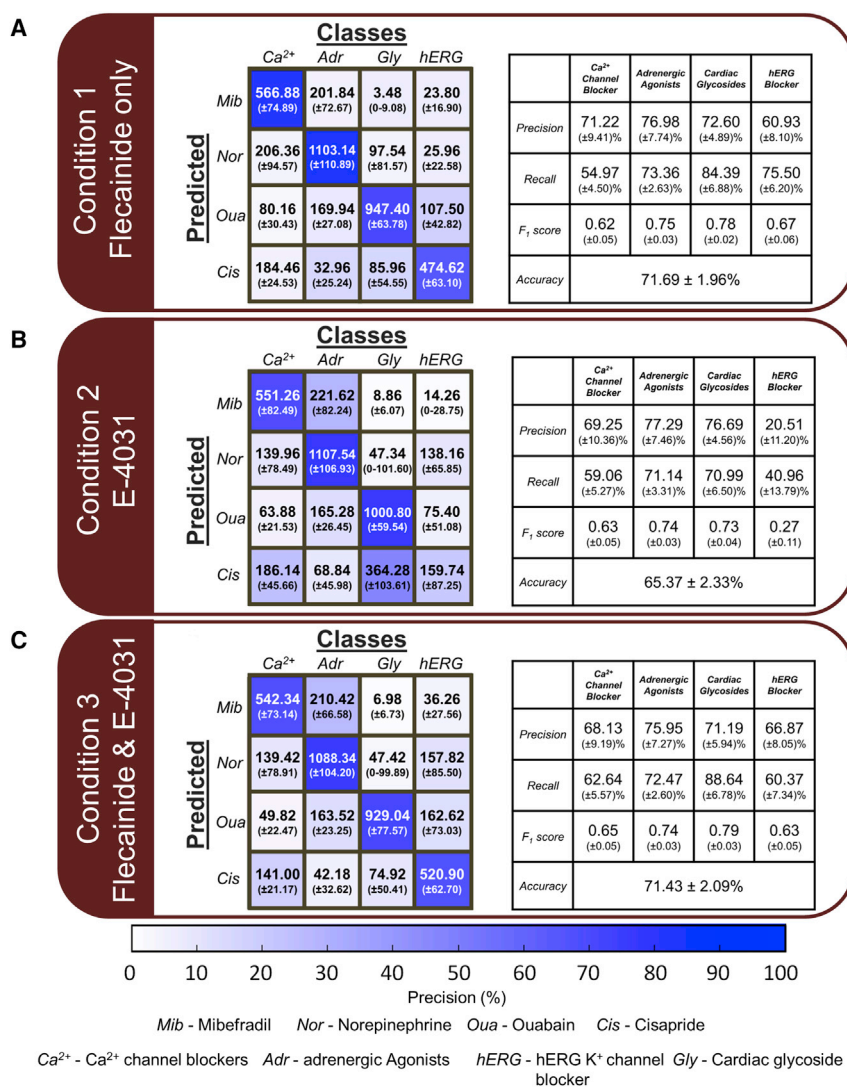 A
Condition 1
Flecainide only
Classes
Ca²⁺ Adr Gly hERG
Predicted
Mib 566.88 201.84 3.48 23.80
(±74.89) (±72.67) (0-9.08) (±16.90)
Nor 206.36 1103.14 97.54 25.96
(±94.57) (±110.89) (±81.57) (±22.58)
Oua 80.16 169.94 947.40 107.50
(±30.43) (±27.08) (±63.78) (±42.82)
Cis 184.46 32.96 85.96 474.62
(±24.53) (±25.24) (±54.55) (±63.10)
Ca²⁺ Channel Blocker Adrenergic Agonists Cardiac Glycosides hERG Blocker
Precision 71.22 76.98 72.60 60.93
(±9.41)% (±7.74)% (±4.89)% (±8.10)%
Recall 54.97 73.36 84.39 75.50
(±4.50)% (±2.63)% (±6.88)% (±6.20)%
F₁ score 0.62 0.75 0.78 0.67
(±0.05) (±0.03) (±0.02) (±0.06)
Accuracy 71.69 ± 1.96%
B
Condition 2
E-4031
Classes
Ca²⁺ Adr Gly hERG
Predicted
Mib 551.26 221.62 8.86 14.26
(±82.49) (±82.24) (±6.07) (0-28.75)
Nor 139.96 1107.54 47.34 138.16
(±78.49) (±106.93) (0-101.60) (±65.85)
Oua 63.88 165.28 1000.80 75.40
(±21.53) (±26.45) (±59.54) (±51.08)
Cis 186.14 68.84 364.28 159.74
(±45.66) (±45.98) (±103.61) (±87.25)
Ca²⁺ Channel Blocker Adrenergic Agonists Cardiac Glycosides hERG Blocker
Precision 69.25 77.29 76.69 20.51
(±10.36)% (±7.46)% (±4.56)% (±11.20)%
Recall 59.06 71.14 70.99 40.96
(±5.27)% (±3.31)% (±6.50)% (±13.79)%
F₁ score 0.63 0.74 0.73 0.27
(±0.05) (±0.03) (±0.04) (±0.11)
Accuracy 65.37 ± 2.33%
C
Condition 3
Flecainide & E-4031
Classes
Ca²⁺ Adr Gly hERG
Predicted
Mib 542.34 210.42 6.98 36.26
(±73.14) (±66.58) (±6.73) (±27.56)
Nor 139.42 1088.34 47.42 157.82
(±78.91) (±104.20) (0-99.89) (±85.50)
Oua 49.82 163.52 929.04 162.62
(±22.47) (±23.25) (±77.57) (±73.03)
Cis 141.00 42.18 74.92 520.90
(±21.17) (±32.62) (±50.41) (±62.70)
Ca²⁺ Channel Blocker Adrenergic Agonists Cardiac Glycosides hERG Blocker
Precision 68.13 75.95 71.19 66.87
(±9.19)% (±7.27)% (±5.94)% (±8.05)%
Recall 62.64 72.47 88.64 60.37
(±5.57)% (±2.60)% (±6.78)% (±7.34)%
F₁ score 0.65 0.74 0.79 0.63
(±0.05) (±0.03) (±0.03) (±0.05)
Accuracy 71.43 ± 2.09%
0 10 20 30 40 50 60 70 80 90 100
Precision (%)
Mib - Mibefradil Nor - Norepinephrine Oua - Ouabain Cis - Cisapride
Ca²⁺ - Ca²⁺ channel blockers Adr - adrenergic Agonists hERG - hERG K⁺ channel Gly - Cardiac glycoside
blocker